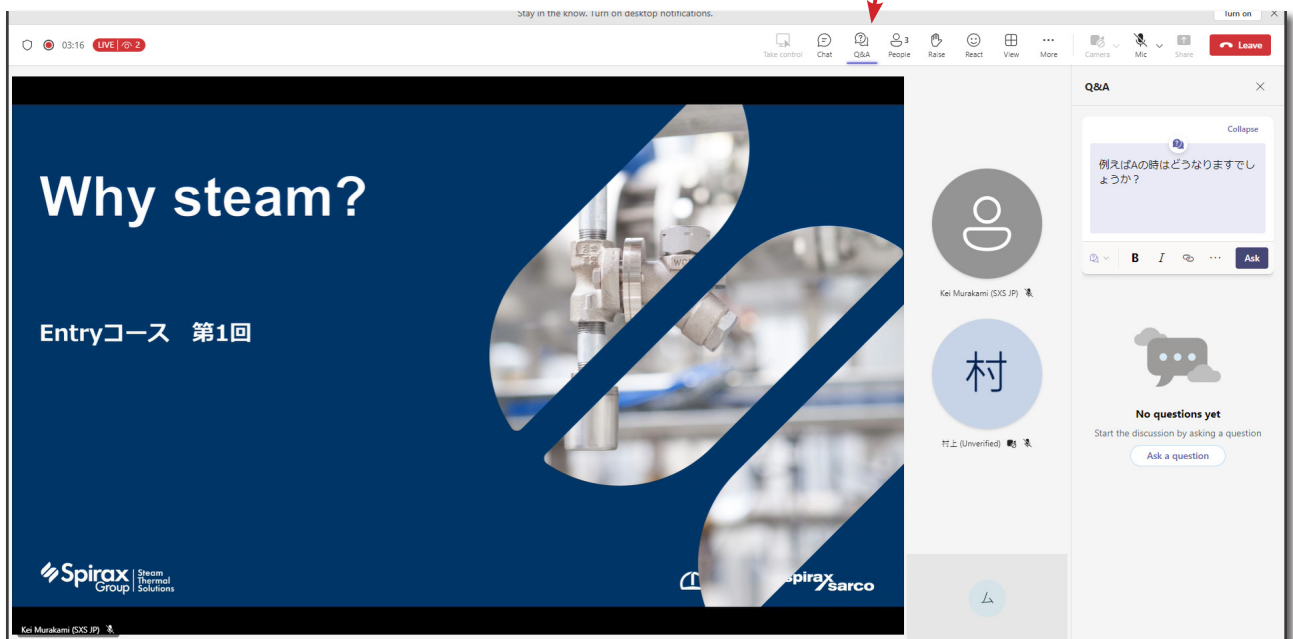 Stay in the know. Turn on desktop notifications.
Turn on
03:16
LIVE
2
Take control
Chat
Q&A
3
People
Raise
React
View
More
Camera
Mic
Share
Leave
Why steam?
Entryコース 第1回
Spirax
Group
Steam
Thermal
Solutions
spirax
sarco
Kei Murakami (SXS JP)
Kei Murakami (SXS JP)
村
村上 (Unverified)
ム
Q&A
Collapse
例えばAの時はどうなりますでし
ょうか？
B I ...
Ask
No questions yet
Start the discussion by asking a question
Ask a question